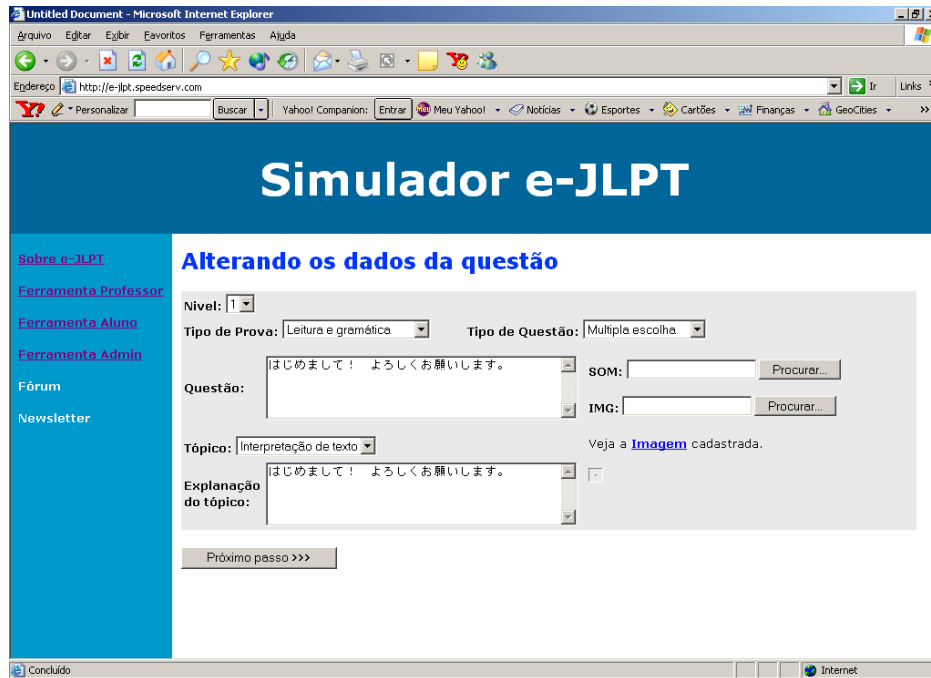 Untitled Document - Microsoft Internet Explorer
Arquivo Editar Exibir Favoritos Ferramentas Ajuda
Endereço http://e-jlpt.speedserv.com Ir Links
Y! Personalizar Buscar Yahoo! Companion: Entrar Meu Yahoo! Notícias Esportes Cartões Finanças GeoCities >>
Simulador e-JLPT
Sobre e-JLPT
Ferramenta Professor
Ferramenta Aluno
Ferramenta Admin
Fórum
Newsletter
Alterando os dados da questão
Nivel: 1
Tipo de Prova: Leitura e gramática Tipo de Questão: Multipla escolha
Questão: はじめまして! よろしくお願いします。
SOM: Procurar...
IMG: Procurar...
Tópico: Interpretação de texto
Veja a Imagem cadastrada.
Explanação do tópico: はじめまして! よろしくお願いします。
Próximo passo >>>
Concluído Internet